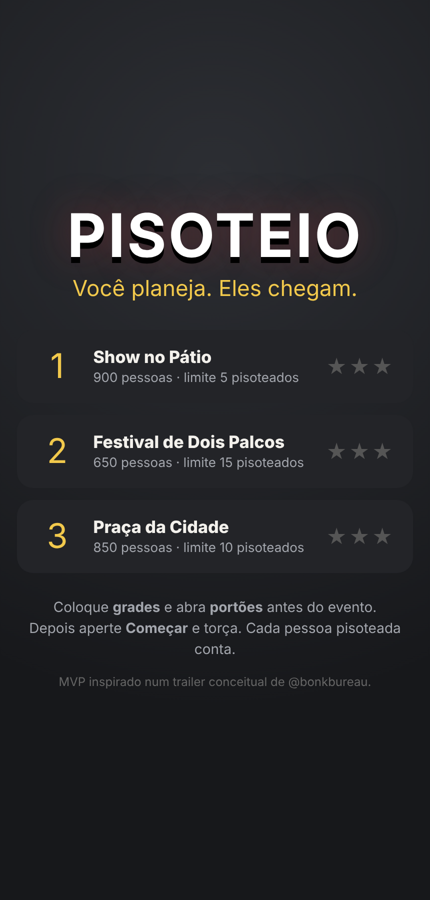 PISOTEIO
Você planeja. Eles chegam.
1
Show no Pátio
900 pessoas · limite 5 pisoteados
★★★
2
Festival de Dois Palcos
650 pessoas · limite 15 pisoteados
★★★
3
Praça da Cidade
850 pessoas · limite 10 pisoteados
★★★
Coloque grades e abra portões antes do evento.
Depois aperte Começar e torça. Cada pessoa pisoteada
conta.
MVP inspirado num trailer conceitual de @bonkbureau.